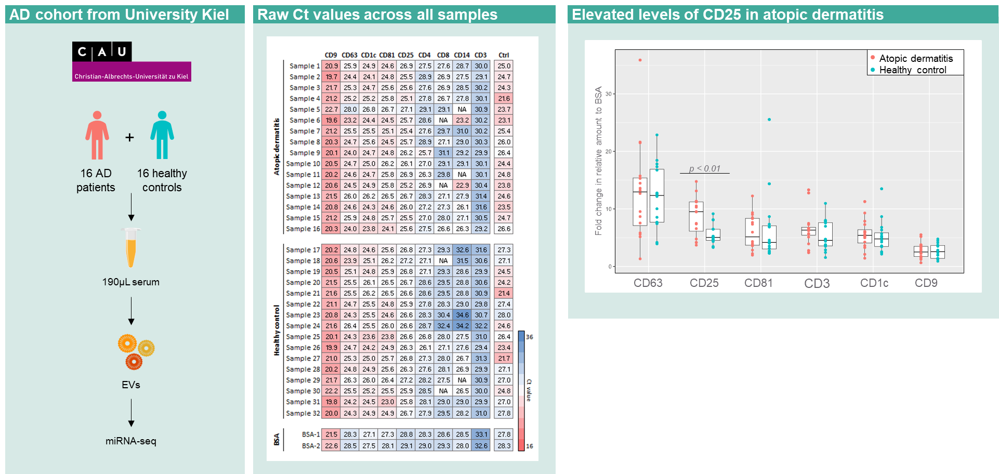 AD cohort from University Kiel
C A U
Christian-Albrechts-Universität zu Kiel
+
16 AD
patients
16 healthy
controls
190µL serum
EVs
miRNA-seq
Raw Ct values across all samples
CD9 CD63 CD1c CD81 CD25 CD4 CD8 CD14 CD3 Ctrl
Atopic dermatitis
Sample 1 20.9 25.9 24.9 24.6 26.9 27.5 27.6 28.7 30.0 25.0
Sample 2 19.7 24.4 24.1 24.8 25.5 28.9 26.9 27.5 29.1 24.7
Sample 3 21.7 25.3 24.7 25.6 25.6 27.6 26.9 28.5 30.2 24.3
Sample 4 21.2 25.2 25.2 25.8 25.1 27.8 26.7 27.8 30.1 21.6
Sample 5 22.7 28.0 26.8 26.7 27.1 29.1 29.1 NA 30.9 23.7
Sample 6 19.6 23.2 24.4 24.5 25.7 28.6 NA 23.2 30.2 23.1
Sample 7 21.2 25.5 25.5 25.1 25.4 27.6 29.7 31.0 30.2 25.4
Sample 8 20.3 24.7 25.6 24.5 25.7 28.9 27.1 29.0 30.3 26.0
Sample 9 20.1 24.0 24.7 24.8 26.2 25.7 31.1 29.2 29.9 26.4
Sample 10 20.5 24.7 25.0 26.2 26.1 27.0 29.1 29.1 30.1 24.4
Sample 11 20.2 24.6 24.7 25.8 26.9 26.3 29.8 NA 30.1 24.8
Sample 12 20.6 24.5 24.9 25.8 25.2 26.9 NA 22.9 30.4 23.8
Sample 13 21.5 26.0 26.2 26.5 26.7 28.3 27.1 27.9 31.4 24.6
Sample 14 20.8 24.6 24.3 24.6 26.0 27.2 27.3 26.1 31.6 23.5
Sample 15 21.2 25.9 24.8 25.7 25.5 27.0 28.0 27.1 30.5 24.7
Sample 16 20.3 24.0 23.8 24.1 25.6 27.5 26.6 26.3 29.2 26.6
Healthy control
Sample 17 20.2 24.8 24.6 25.6 26.8 27.3 29.3 32.6 31.6 27.3
Sample 18 20.6 23.9 25.1 26.2 27.2 27.1 NA 31.5 30.6 27.1
Sample 19 20.5 25.1 24.8 25.9 26.8 27.1 29.3 28.6 29.9 24.5
Sample 20 21.5 25.5 26.1 26.5 26.7 28.6 29.5 28.8 30.6 24.2
Sample 21 21.6 25.5 26.2 26.5 26.6 28.6 29.5 28.8 30.9 21.4
Sample 22 21.1 24.7 25.5 24.8 25.9 27.8 28.3 29.0 29.8 27.4
Sample 23 20.8 24.3 25.5 24.6 26.6 28.3 30.4 34.6 30.7 28.0
Sample 24 21.6 26.4 25.5 26.0 26.6 28.7 32.4 34.2 32.2 24.6
Sample 25 20.1 24.3 23.6 23.8 26.6 26.8 28.0 27.5 31.0 26.4
Sample 26 19.9 24.7 24.2 24.9 26.3 26.1 27.1 27.6 29.4 23.4
Sample 27 21.0 25.3 25.0 25.7 26.8 27.3 28.0 26.7 31.3 21.7
Sample 28 20.2 24.8 24.9 25.6 26.3 27.6 28.1 26.9 29.9 27.1
Sample 29 21.7 26.3 26.0 26.4 27.2 28.2 27.5 NA 30.9 27.0
Sample 30 22.2 25.5 25.2 25.5 25.9 28.5 NA 26.5 30.0 24.8
Sample 31 19.8 24.2 24.5 23.0 25.8 28.1 29.0 29.0 29.9 27.0
Sample 32 20.0 24.3 24.9 24.9 26.7 27.9 29.5 28.2 31.0 27.8
BSA
BSA-1 21.5 28.3 27.1 27.3 28.8 28.3 28.6 28.5 33.1 27.8
BSA-2 22.6 28.5 27.5 28.1 29.1 29.0 29.3 28.0 32.6 28.3
36
Ct value
16
Elevated levels of CD25 in atopic dermatitis
Atopic dermatitis
Healthy control
Fold change in relative amount to BSA
30
20
10
0
p < 0.01
CD63 CD25 CD81 CD3 CD1c CD9